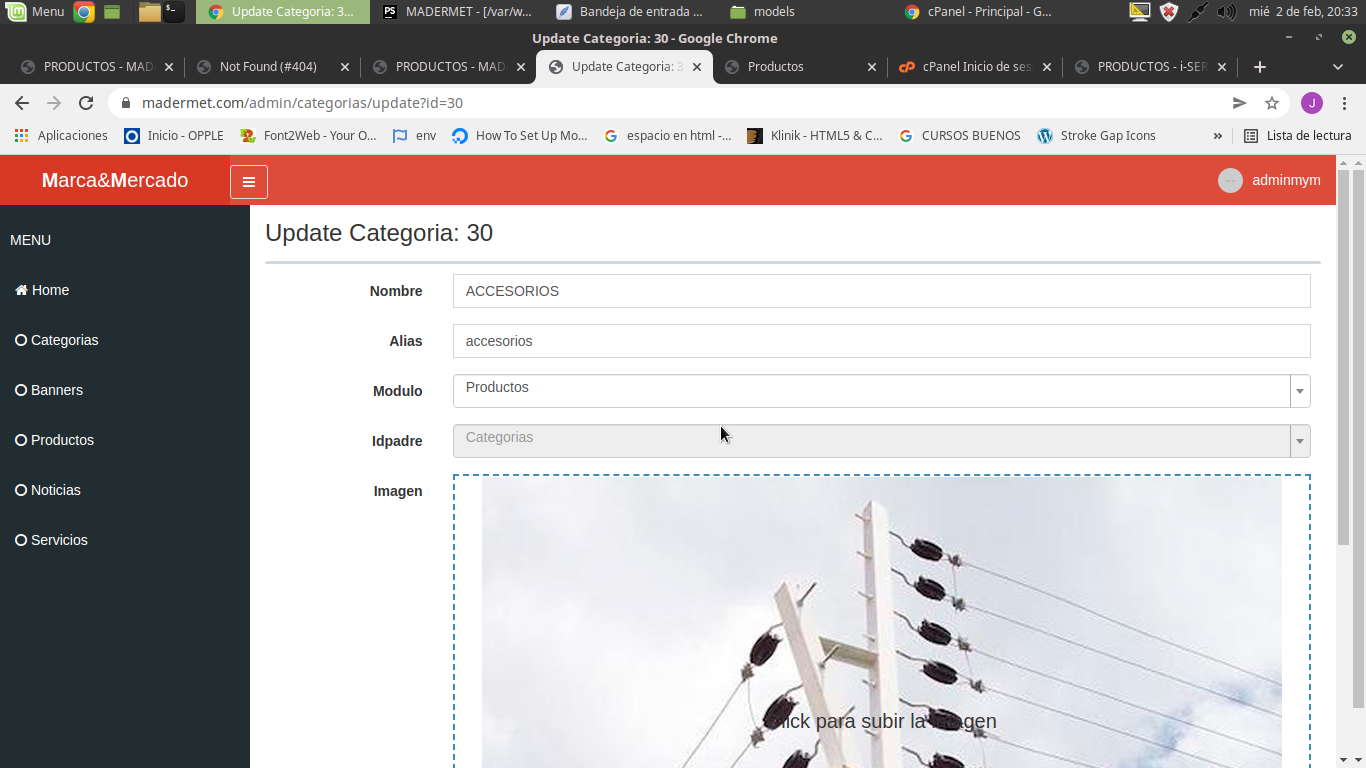 Menu Update Categoria: 3... MADERMET - [/var/w... Bandeja de entrada ... models cPanel - Principal - G... mié 2 de feb, 20:33
Update Categoria: 30 - Google Chrome
PRODUCTOS - MAD Not Found (#404) PRODUCTOS - MAD Update Categoria: 3 Productos cPanel Inicio de ses PRODUCTOS - i-SER
madermet.com/admin/categorias/update?id=30 J
Aplicaciones Inicio - OPPLE Font2Web - Your O... env How To Set Up Mo... espacio en html -... Klinik - HTML5 & C... CURSOS BUENOS Stroke Gap Icons » Lista de lectura
Marca&Mercado adminmym
MENU
Update Categoria: 30
Home
Categorias
Banners
Productos
Noticias
Servicios
Nombre ACCESORIOS
Alias accesorios
Modulo Productos
Idpadre Categorias
Imagen
para subir la